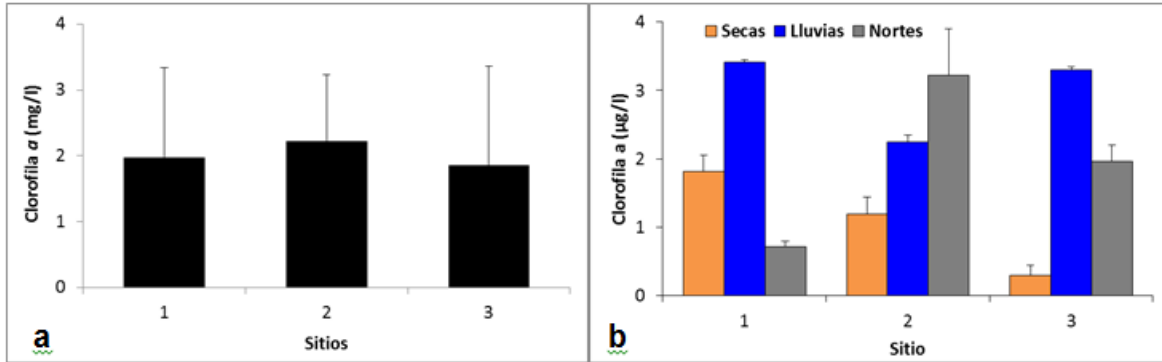 4
3
2
1
0
Clorofila a (mg/l)
1 2 3
Sitios
a
Secas Lluvias Nortes
4
3
2
1
0
Clorofila a (µg/l)
1 2 3
Sitio
b